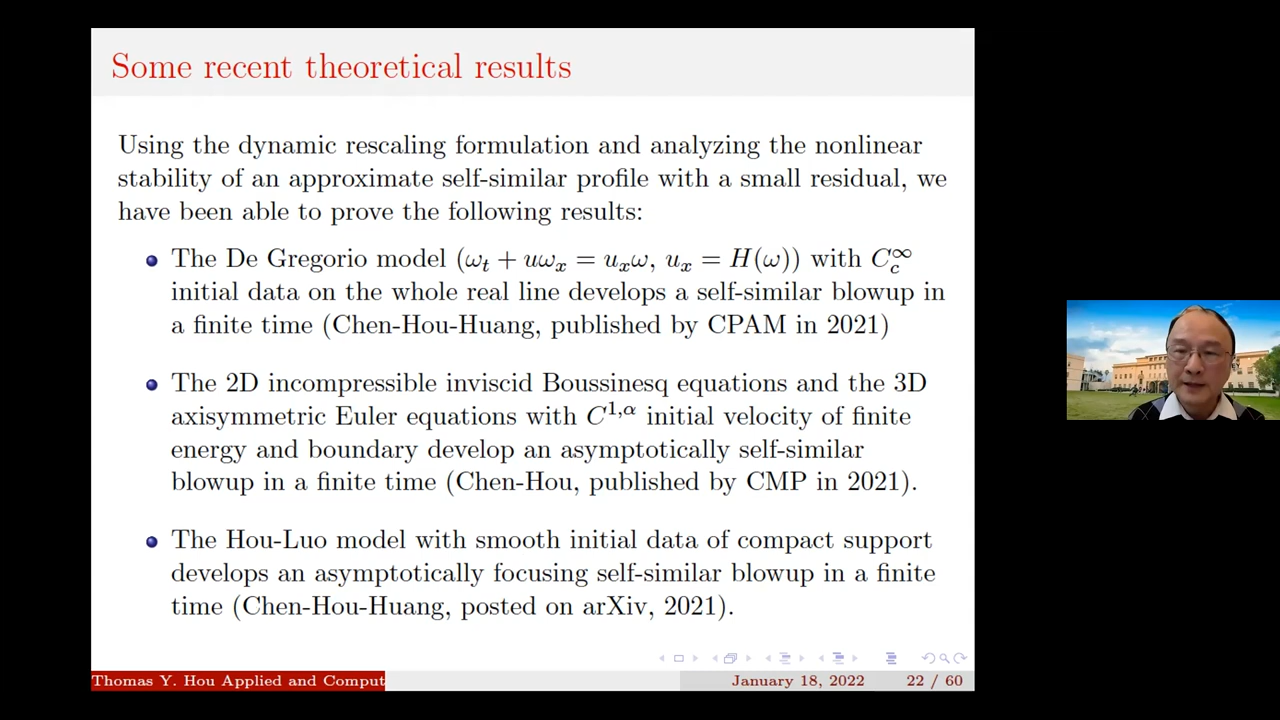 Some recent theoretical results
Using the dynamic rescaling formulation and analyzing the nonlinear
stability of an approximate self-similar profile with a small residual, we
have been able to prove the following results:
The De Gregorio model (ωₜ + uωₓ = uₓω, uₓ = H(ω)) with C_c^∞
initial data on the whole real line develops a self-similar blowup in
a finite time (Chen-Hou-Huang, published by CPAM in 2021)
The 2D incompressible inviscid Boussinesq equations and the 3D
axisymmetric Euler equations with C^{1,α} initial velocity of finite
energy and boundary develop an asymptotically self-similar
blowup in a finite time (Chen-Hou, published by CMP in 2021).
The Hou-Luo model with smooth initial data of compact support
develops an asymptotically focusing self-similar blowup in a finite
time (Chen-Hou-Huang, posted on arXiv, 2021).
Thomas Y. Hou Applied and Comput January 18, 2022 22 / 60